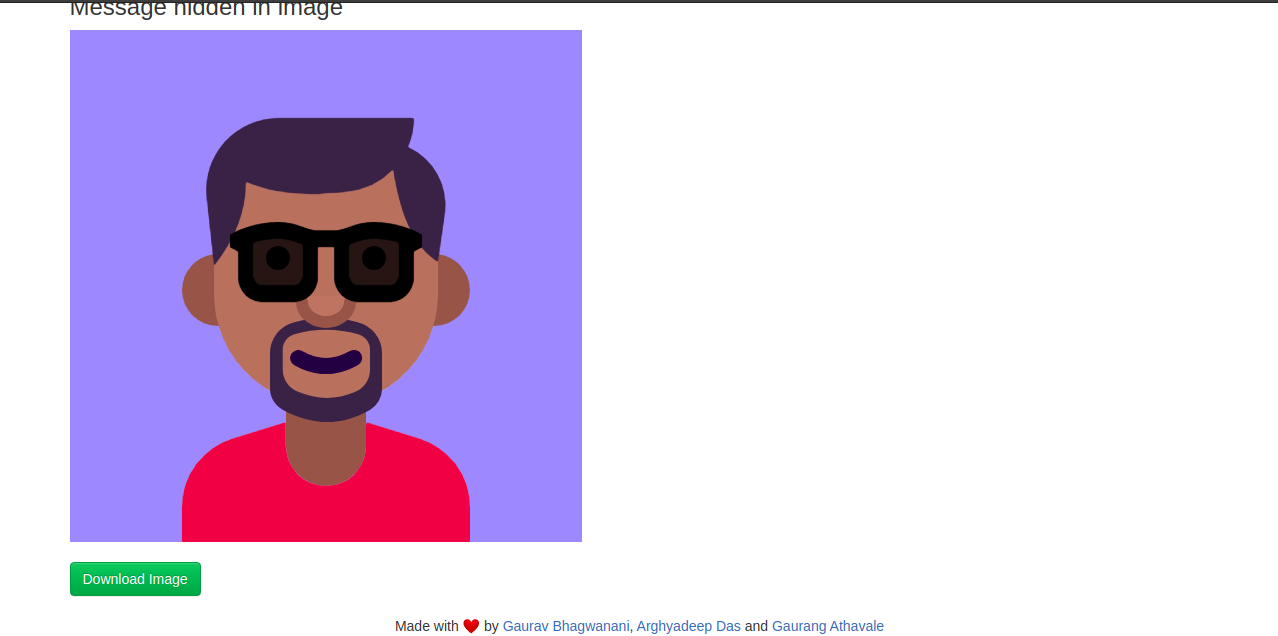 Message hidden in image
Download Image
Made with ❤ by Gaurav Bhagwanani, Arghyadeep Das and Gaurang Athavale